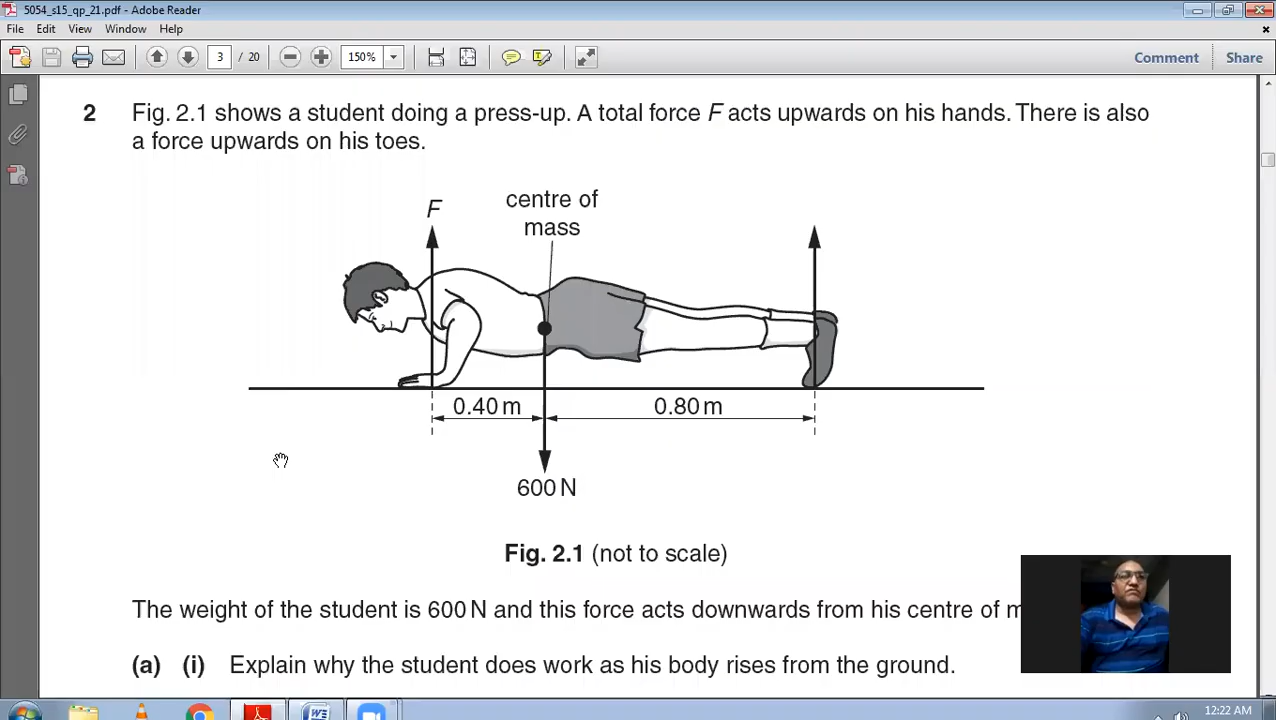 5054_s15_qp_21.pdf - Adobe Reader
File Edit View Window Help
3 / 20 150% Comment Share
2 Fig. 2.1 shows a student doing a press-up. A total force F acts upwards on his hands. There is also
a force upwards on his toes.
centre of
mass
F
0.40 m 0.80 m
600 N
Fig. 2.1 (not to scale)
The weight of the student is 600 N and this force acts downwards from his centre of m
(a) (i) Explain why the student does work as his body rises from the ground.
12:22 AM